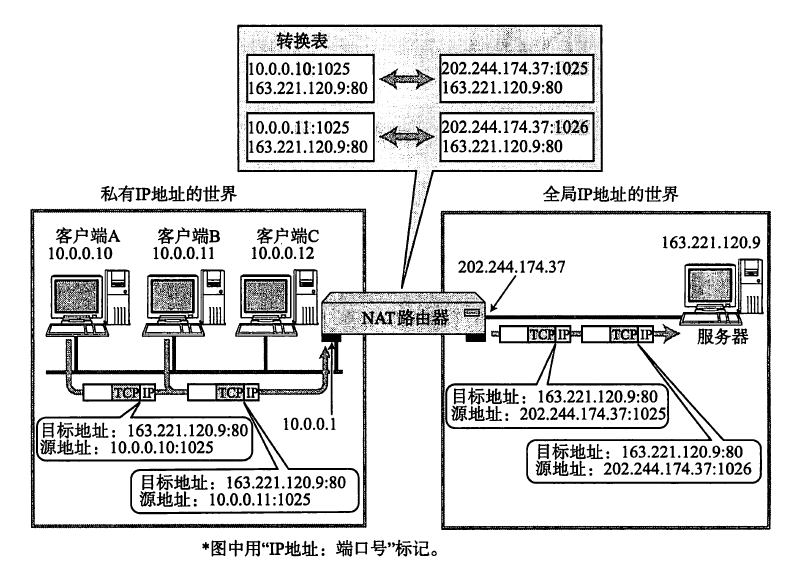 转换表
10.0.0.10:1025
163.221.120.9:80
202.244.174.37:1025
163.221.120.9:80
10.0.0.11:1025
163.221.120.9:80
202.244.174.37:1026
163.221.120.9:80
私有IP地址的世界
全局IP地址的世界
客户端A
10.0.0.10
客户端B
10.0.0.11
客户端C
10.0.0.12
163.221.120.9
202.244.174.37
NAT路由器
服务器
TCP IP
TCP IP
TCP IP
TCP IP
10.0.0.1
目标地址：163.221.120.9:80
源地址：10.0.0.10:1025
目标地址：163.221.120.9:80
源地址：10.0.0.11:1025
目标地址：163.221.120.9:80
源地址：202.244.174.37:1025
目标地址：163.221.120.9:80
源地址：202.244.174.37:1026
*图中用“IP地址：端口号”标记。